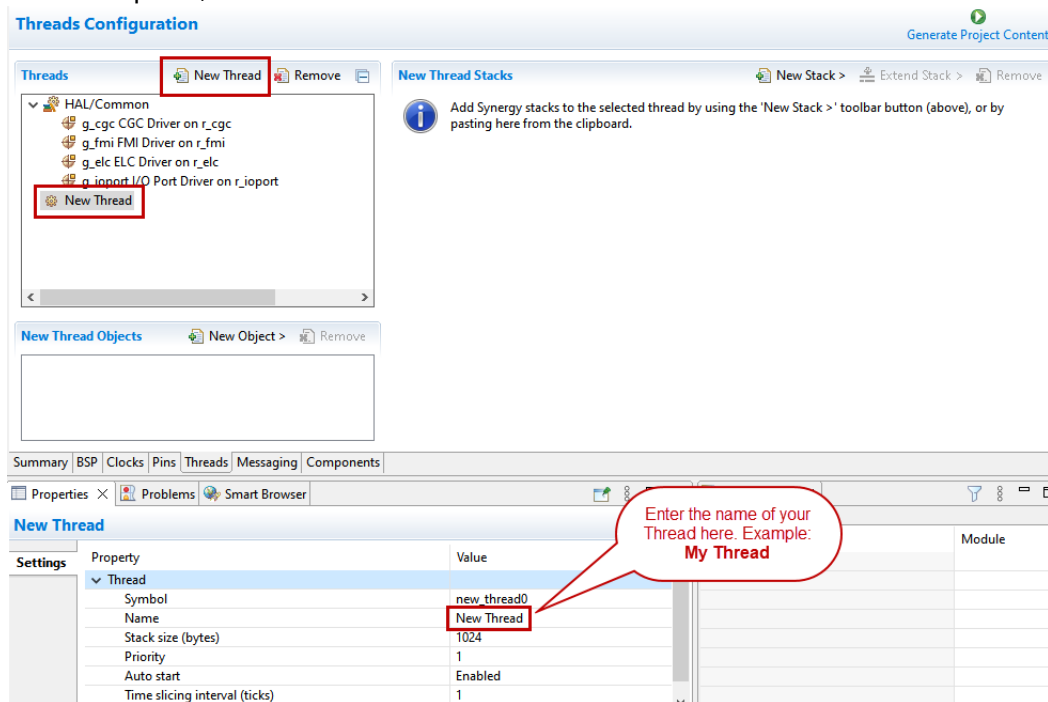 Threads Configuration
Generate Project Content
Threads New Thread Remove
New Thread Stacks New Stack > Extend Stack > Remove
HAL/Common
g_cgc CGC Driver on r_cgc
g_fmi FMI Driver on r_fmi
g_elc ELC Driver on r_elc
g_ioport I/O Port Driver on r_ioport
New Thread
Add Synergy stacks to the selected thread by using the 'New Stack >' toolbar button (above), or by
pasting here from the clipboard.
New Thread Objects New Object > Remove
Summary BSP Clocks Pins Threads Messaging Components
Properties Problems Smart Browser
New Thread
Enter the name of your
Thread here. Example:
My Thread
Module
Settings
Property Value
Thread
Symbol new_thread0
Name New Thread
Stack size (bytes) 1024
Priority 1
Auto start Enabled
Time slicing interval (ticks) 1